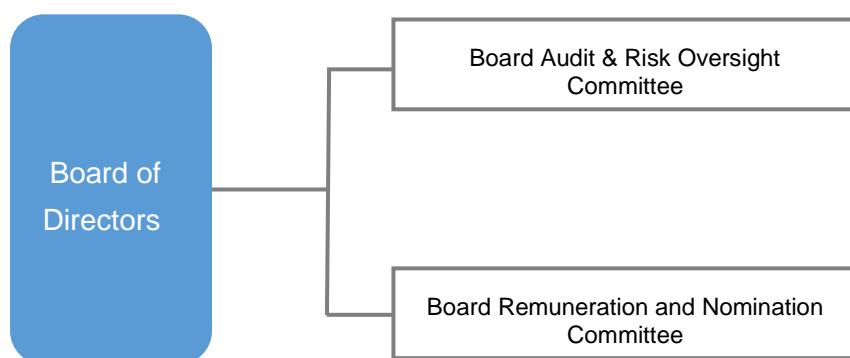 Board Audit & Risk Oversight
Committee
Board of
Directors
Board Remuneration and Nomination
Committee